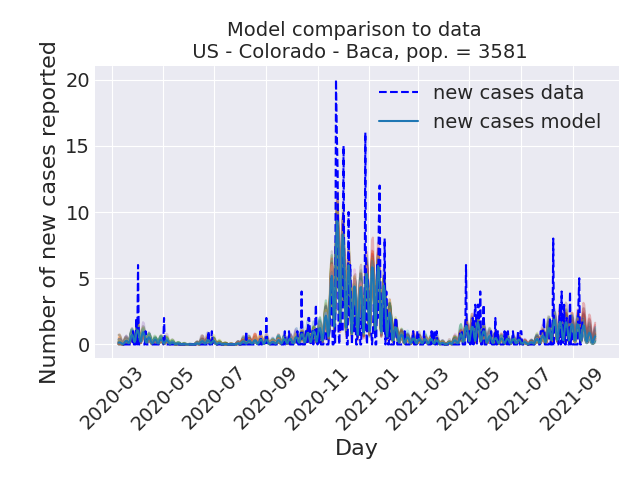 Model comparison to data
US - Colorado - Baca, pop. = 3581
Number of new cases reported
20
15
10
5
0
new cases data
new cases model
2020-03
2020-05
2020-07
2020-09
2020-11
2021-01
2021-03
2021-05
2021-07
2021-09
Day